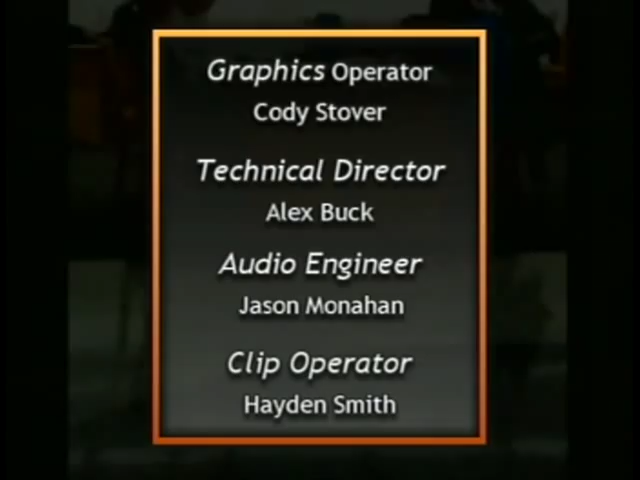 Graphics Operator
Cody Stover
Technical Director
Alex Buck
Audio Engineer
Jason Monahan
Clip Operator
Hayden Smith